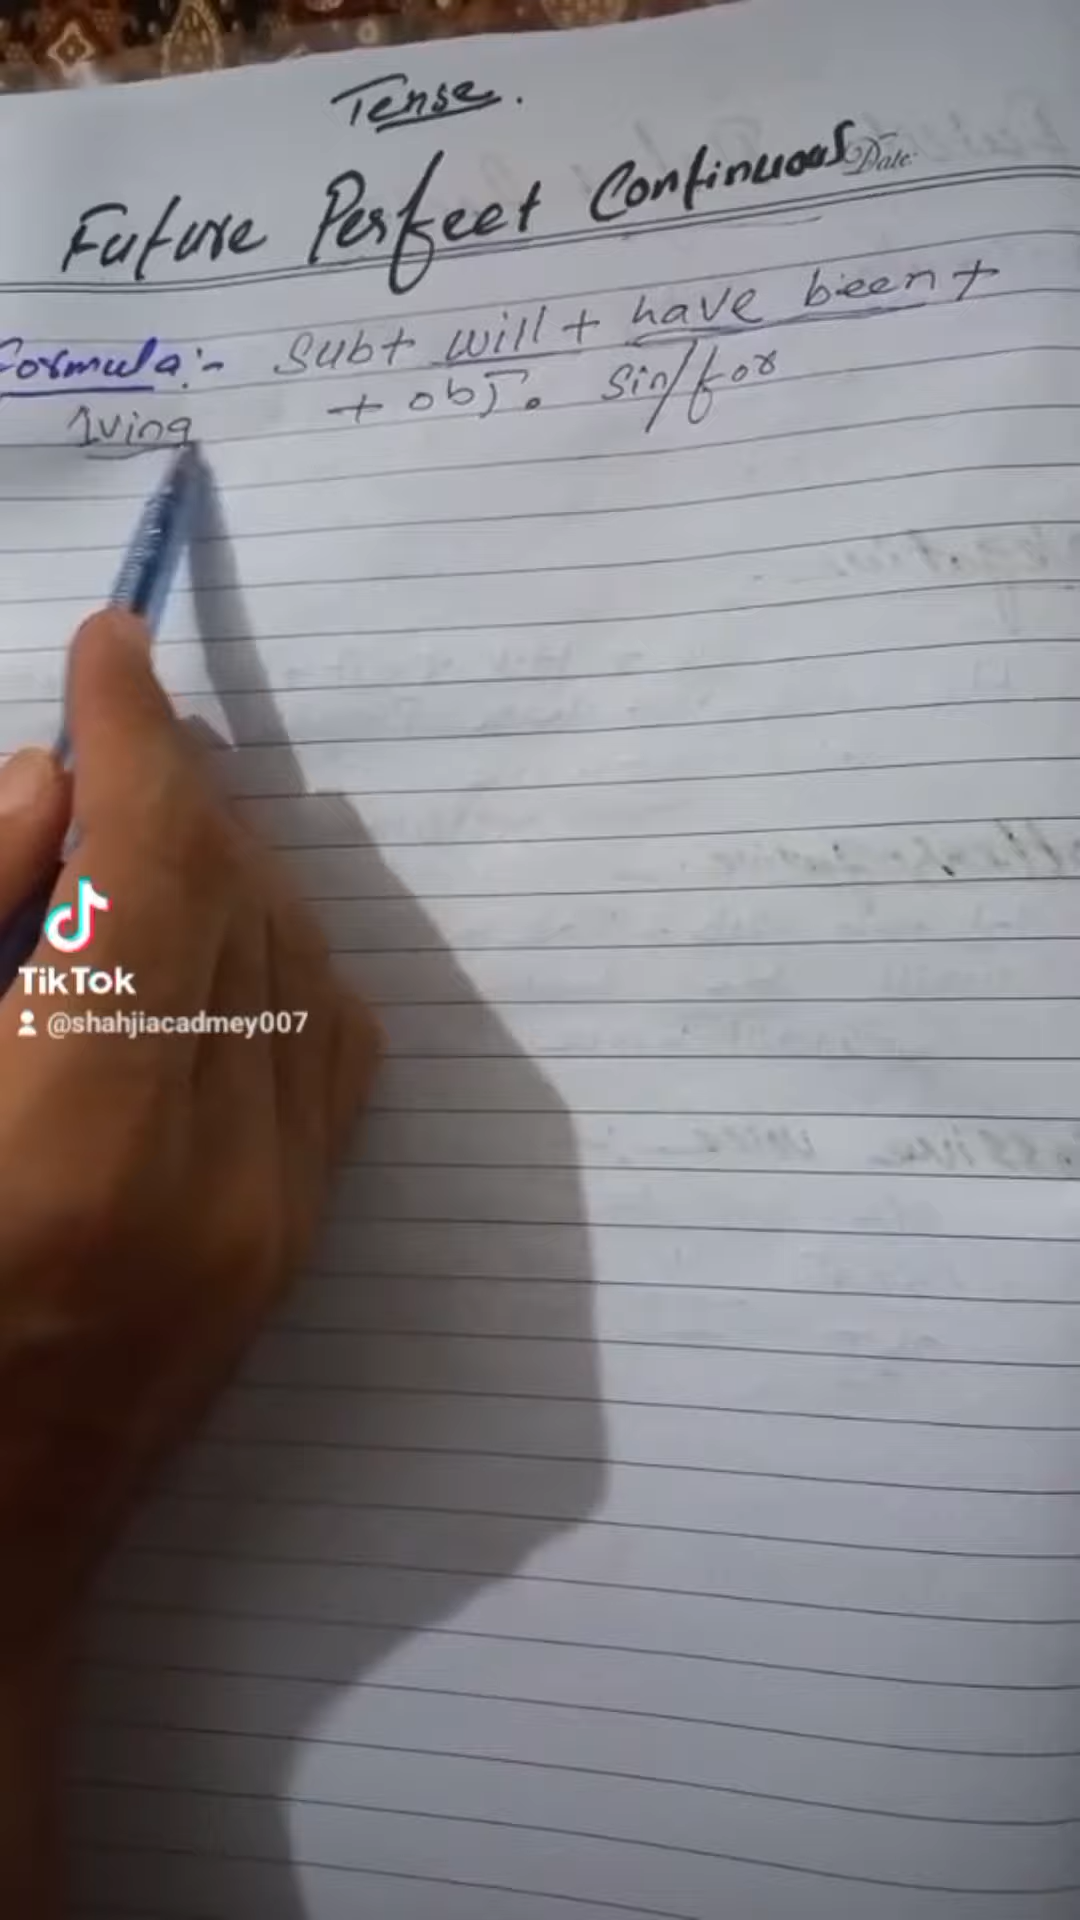 Tense.
Future Perfect Continuous
Date:
Formula:- Sub+ will + have been +
1ving + obj. Sin/for
TikTok
@shahjiacadmey007